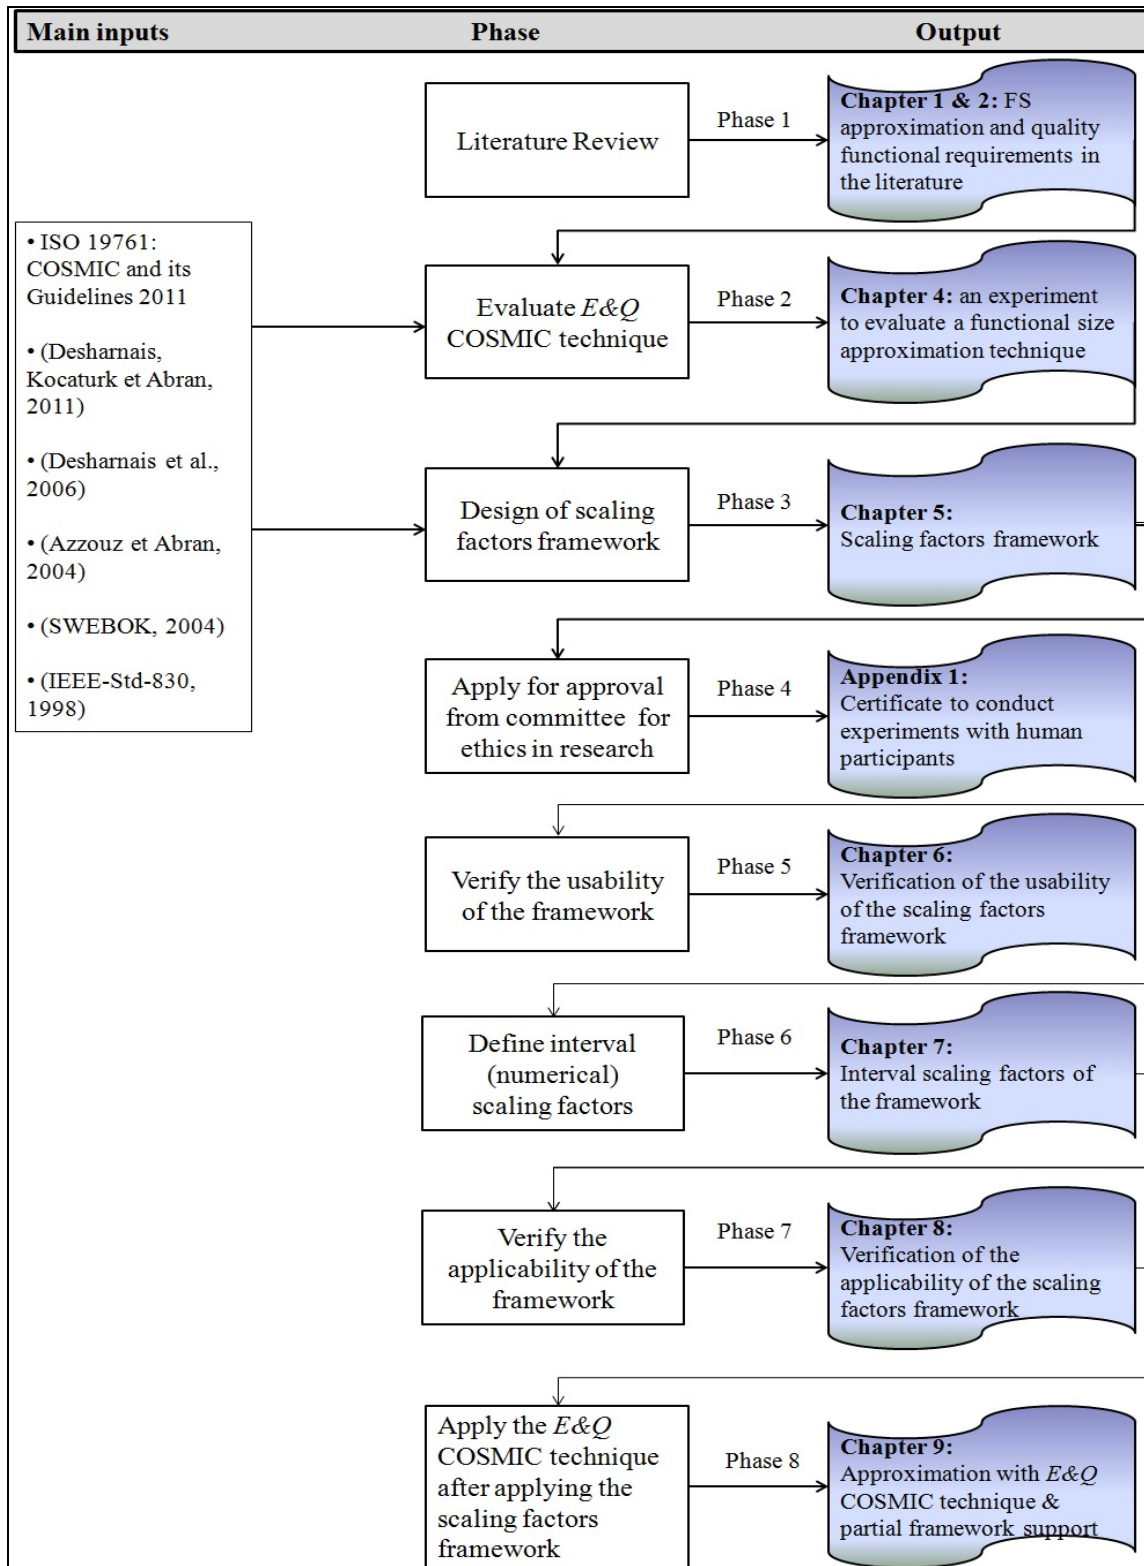 Main inputs Phase Output
Literature Review
Phase 1
Chapter 1 & 2: FS
approximation and quality
functional requirements in
the literature
• ISO 19761:
COSMIC and its
Guidelines 2011
• (Desharnais,
Kocaturk et Abran,
2011)
• (Desharnais et al.,
2006)
• (Azzouz et Abran,
2004)
• (SWEBOK, 2004)
• (IEEE-Std-830,
1998)
Evaluate E&Q
COSMIC technique
Phase 2
Chapter 4: an experiment
to evaluate a functional size
approximation technique
Design of scaling
factors framework
Phase 3
Chapter 5:
Scaling factors framework
Apply for approval
from committee for
ethics in research
Phase 4
Appendix 1:
Certificate to conduct
experiments with human
participants
Verify the usability
of the framework
Phase 5
Chapter 6:
Verification of the usability
of the scaling factors
framework
Define interval
(numerical)
scaling factors
Phase 6
Chapter 7:
Interval scaling factors of
the framework
Verify the
applicability of the
framework
Phase 7
Chapter 8:
Verification of the
applicability of the scaling
factors framework
Apply the E&Q
COSMIC technique
after applying the
scaling factors
framework
Phase 8
Chapter 9:
Approximation with E&Q
COSMIC technique &
partial framework support